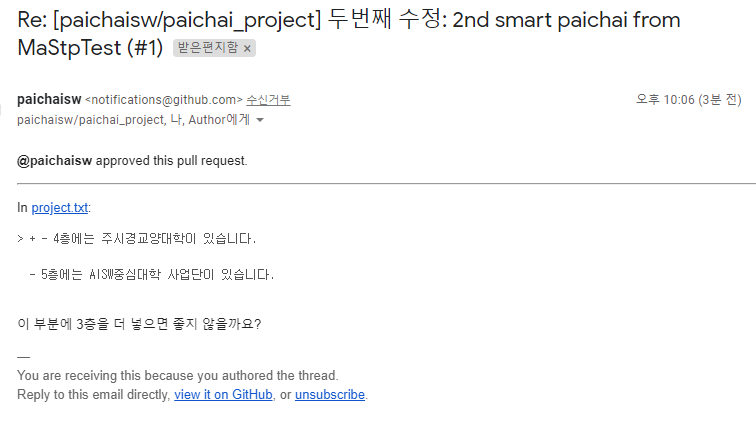 Re: [paichaisw/paichai_project] 두번째 수정: 2nd smart paichai from
MaStpTest (#1) 받은편지함 ×
paichaisw <notifications@github.com> 수신거부 오후 10:06 (3분 전)
paichaisw/paichai_project, 나, Author에게
@paichaisw approved this pull request.
In project.txt:
> + - 4층에는 주시경교양대학이 있습니다.
- 5층에는 AISW중심대학 사업단이 있습니다.
이 부분에 3층을 더 넣으면 좋지 않을까요?
—
You are receiving this because you authored the thread.
Reply to this email directly, view it on GitHub, or unsubscribe.